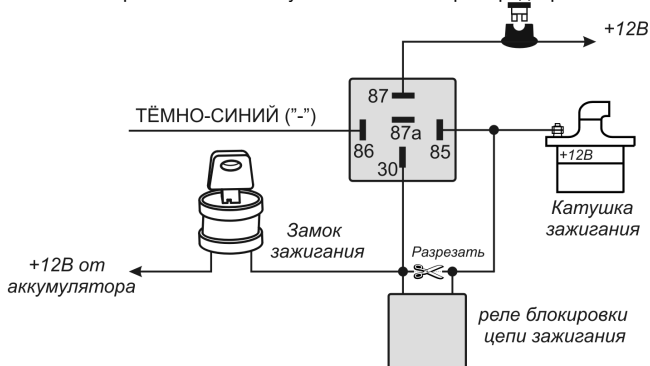 +12В
ТЁМНО-СИНИЙ ("-")
87
87а
86
85
30
+12В
Катушка
зажигания
Замок
зажигания
Разрезать
+12В от
аккумулятора
реле блокировки
цепи зажигания